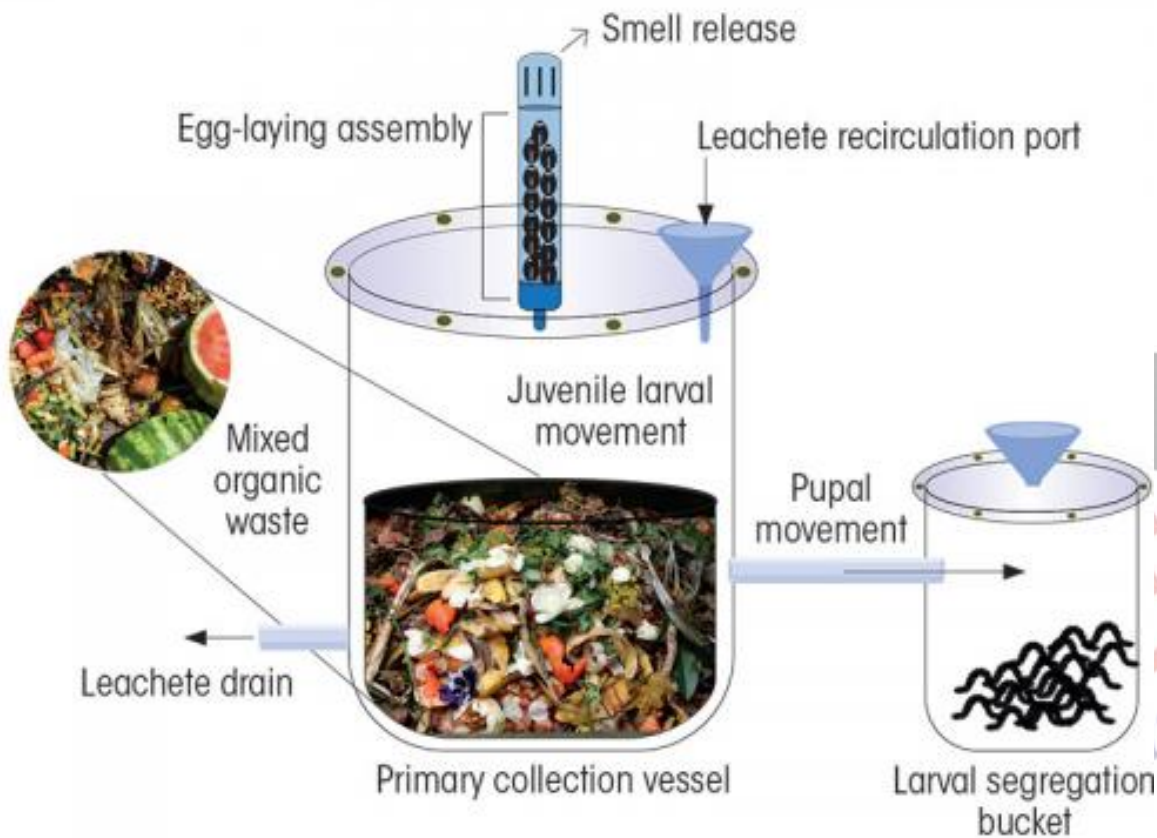 Smell release
Egg-laying assembly
Leachete recirculation port
Juvenile larval
movement
Mixed
organic
waste
Pupal
movement
Leachete drain
Primary collection vessel
Larval segregation
bucket